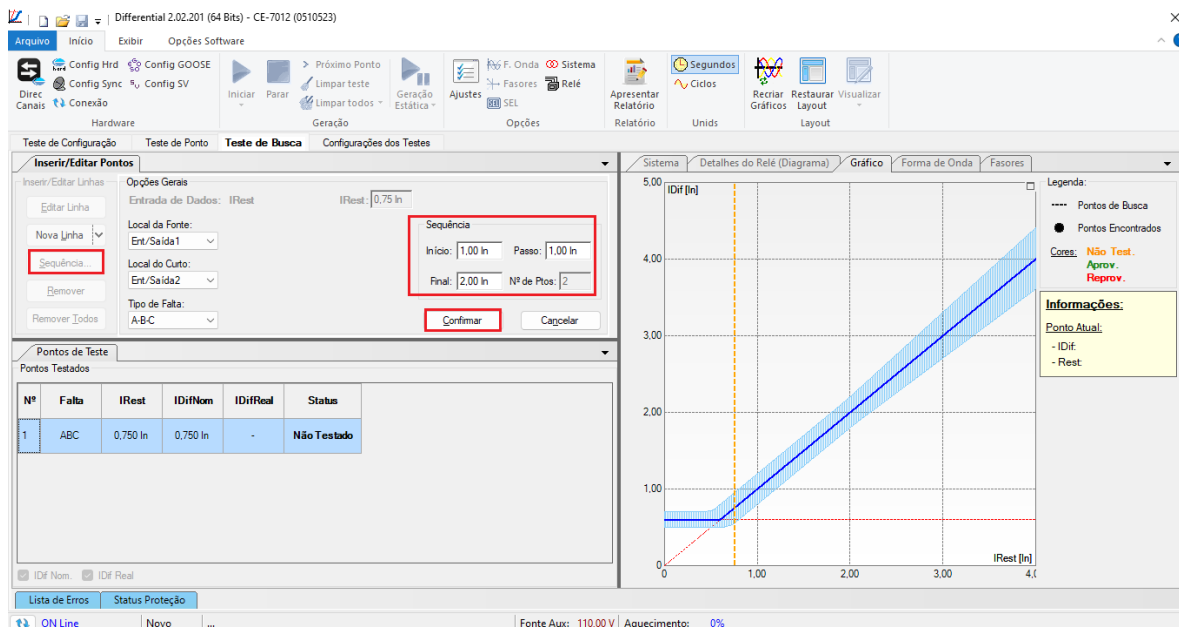 Differential 2.02.201 (64 Bits) - CE-7012 (0510523)
Arquivo Início Exibir Opções Software
Direc Canais
Config Hrd Config GOOSE
Config Sync Config SV
Conexão
Hardware
Iniciar Parar
Próximo Ponto
Limpar teste
Limpar todos
Geração Estática
Geração
Ajustes
F. Onda Sistema
Fasores Relé
SEL
Opções
Apresentar Relatório
Relatório
Segundos
Ciclos
Unids
Recriar Gráficos
Restaurar Layout
Visualizar
Layout
Teste de Configuração Teste de Ponto Teste de Busca Configurações dos Testes
Inserir/Editar Pontos
Inserir/Editar Linhas
Editar Linha
Nova Linha
Sequência...
Remover
Remover Todos
Opções Gerais
Entrada de Dados: IRest IRest: 0,75 In
Local da Fonte:
Ent/Saída1
Local do Curto:
Ent/Saída2
Tipo de Falta:
A-B-C
Sequência
Início: 1,00 In Passo: 1,00 In
Final: 2,00 In Nº de Ptos: 2
Confirmar Cancelar
Pontos de Teste
Pontos Testados
Nº Falta IRest IDifNom IDifReal Status
1 ABC 0,750 In 0,750 In - Não Testado
IDif Nom. IDif Real
Sistema Detalhes do Relé (Diagrama) Gráfico Forma de Onda Fasores
IDif [In]
5,00
4,00
3,00
2,00
1,00
0
0 1,00 2,00 3,00 4,0
IRest [In]
Legenda:
Pontos de Busca
Pontos Encontrados
Cores: Não Test.
Aprov.
Reprov.
Informações:
Ponto Atual:
- IDif:
- Rest:
Lista de Erros Status Proteção
ON Line Novo ... Fonte Aux: 110.00 V Aquecimento: 0%